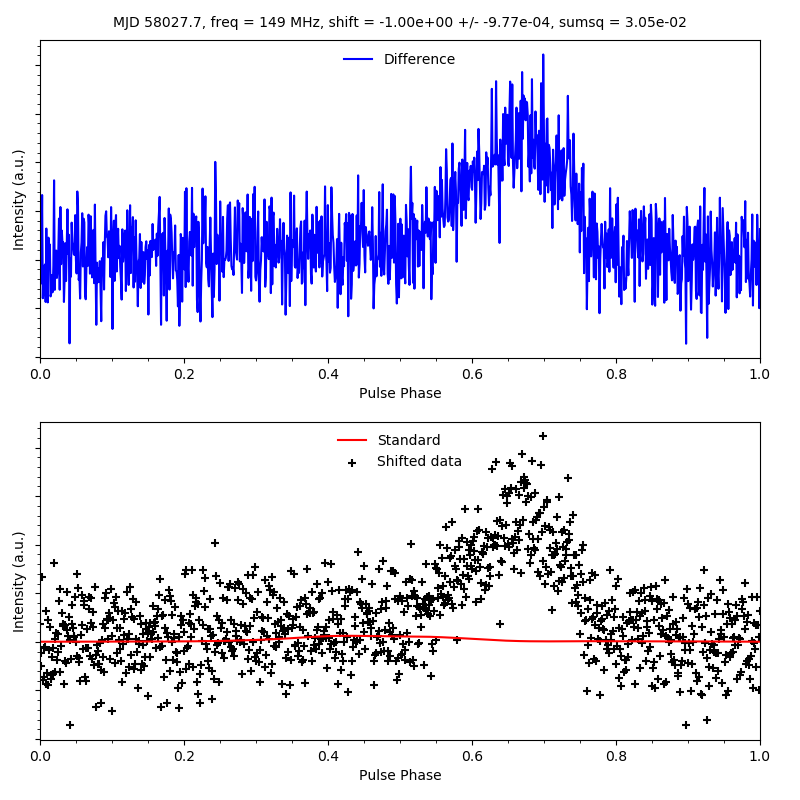 MJD 58027.7, freq = 149 MHz, shift = -1.00e+00 +/- -9.77e-04, sumsq = 3.05e-02
Difference
Intensity (a.u.)
0.0 0.2 0.4 0.6 0.8 1.0
Pulse Phase
Standard
Shifted data
Intensity (a.u.)
0.0 0.2 0.4 0.6 0.8 1.0
Pulse Phase